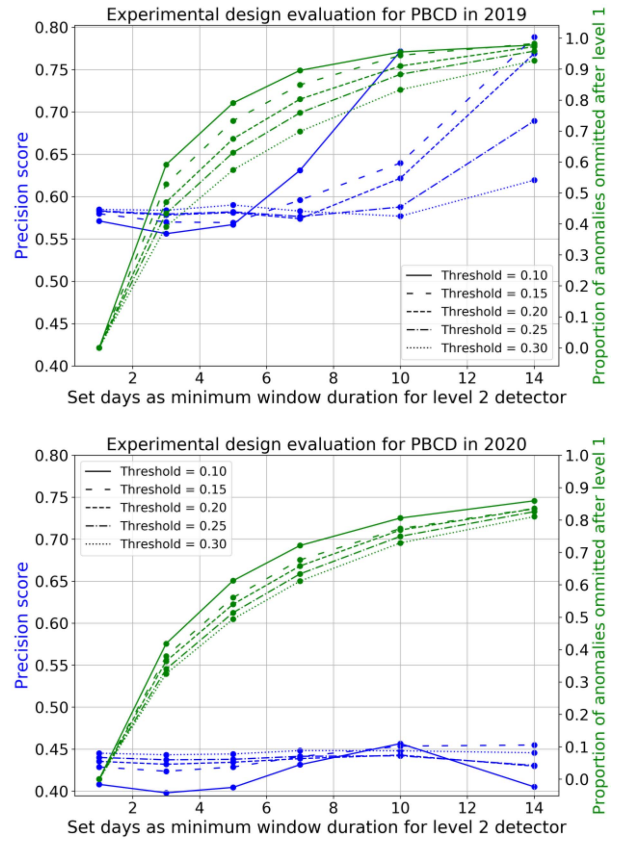 Experimental design evaluation for PBCD in 2019
0.80
0.75
0.70
0.65
0.60
0.55
0.50
0.45
0.40
Precision score
1.0
0.9
0.8
0.7
0.6
0.5
0.4
0.3
0.2
0.1
0.0
Proportion of anomalies ommitted after level 1
Threshold = 0.10
Threshold = 0.15
Threshold = 0.20
Threshold = 0.25
Threshold = 0.30
2 4 6 8 10 12 14
Set days as minimum window duration for level 2 detector
Experimental design evaluation for PBCD in 2020
0.80
0.75
0.70
0.65
0.60
0.55
0.50
0.45
0.40
Precision score
1.0
0.9
0.8
0.7
0.6
0.5
0.4
0.3
0.2
0.1
0.0
Proportion of anomalies ommitted after level 1
Threshold = 0.10
Threshold = 0.15
Threshold = 0.20
Threshold = 0.25
Threshold = 0.30
2 4 6 8 10 12 14
Set days as minimum window duration for level 2 detector